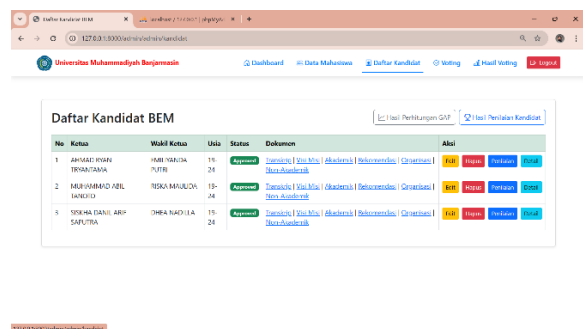 Daftar Kandidat BEM
127.0.0.1:8000/admin/admin/kandidat
Universitas Muhammadiyah Banjarmasin
Dashboard
Data Mahasiswa
Daftar Kandidat
Voting
Hasil Voting
Logout
Daftar Kandidat BEM
Hasil Perhitungan GAP
Hasil Penilaian Kandidat
No Ketua Wakil Ketua Usia Status Dokumen Aksi
1 AHMAD RYAN PUTRI 19- Approved Transkrip | Visi Misi | Akademik | Rekomendasi | Organisasi | Edit Hapus Penilaian Detail
TRYANTAMA 24 Non-Akademik
2 MUHAMMAD ABIL RISKA MAULIDA 19- Approved Transkrip | Visi Misi | Akademik | Rekomendasi | Organisasi | Edit Hapus Penilaian Detail
TANOTO 24 Non-Akademik
3 DHEA NADILLA 19- Approved Transkrip | Visi Misi | Akademik | Rekomendasi | Organisasi | Edit Hapus Penilaian Detail
SAPUTRA 24 Non-Akademik